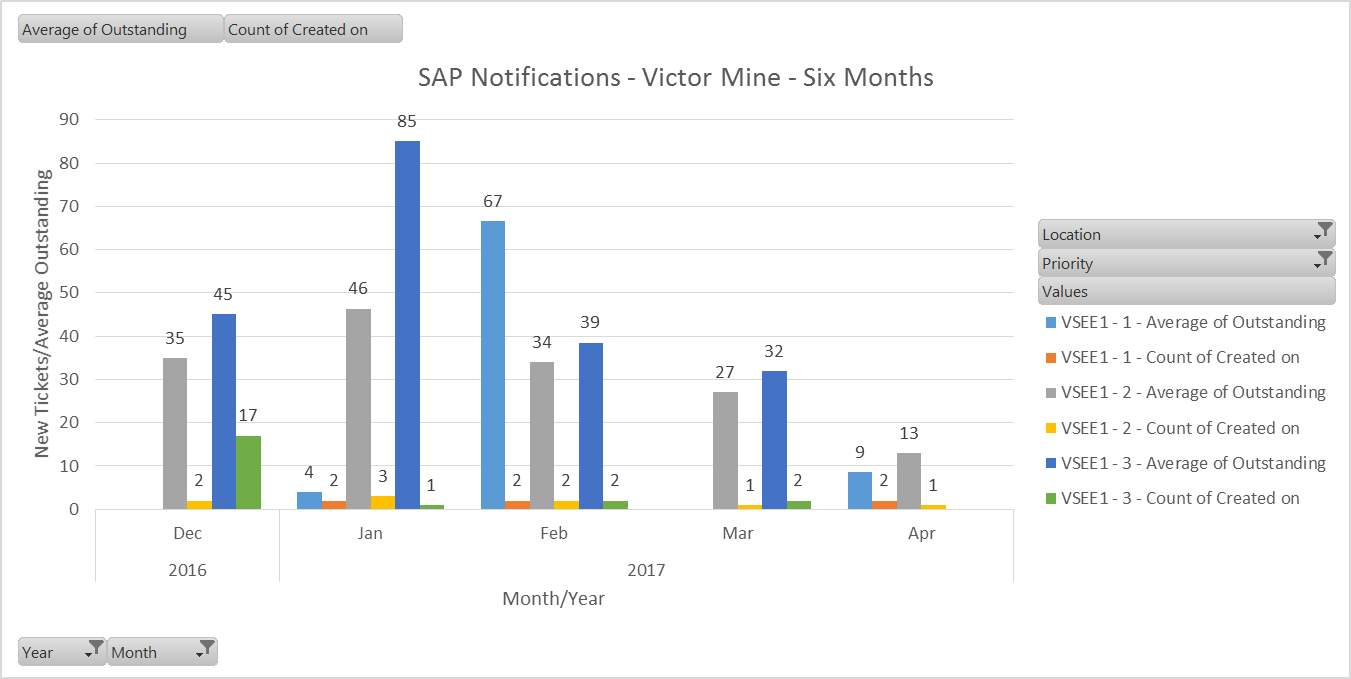 Average of Outstanding Count of Created on
SAP Notifications - Victor Mine - Six Months
New Tickets/Average Outstanding
90
80
70
60
50
40
30
20
10
0
35
2
45
17
4
2
46
3
85
1
67
2
34
2
39
2
27
1
32
2
9
2
13
1
Dec Jan Feb Mar Apr
2016 2017
Month/Year
Location
Priority
Values
VSEE1 - 1 - Average of Outstanding
VSEE1 - 1 - Count of Created on
VSEE1 - 2 - Average of Outstanding
VSEE1 - 2 - Count of Created on
VSEE1 - 3 - Average of Outstanding
VSEE1 - 3 - Count of Created on
Year Month